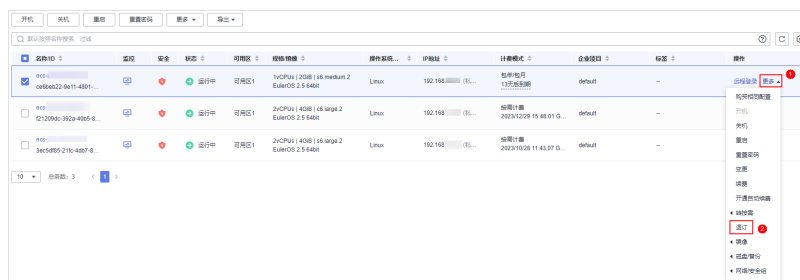 开机 关机 重启 重置密码 更多 导出
默认按照名称搜索、过滤
名称/ID 监控 安全 状态 可用区 规格/镜像 操作系统... IP地址 计费模式 企业项目 标签 操作
ecs-
ce6beb22-9e11-4801-...
运行中 可用区1
1vCPUs | 2GiB | s6.medium.2
EulerOS 2.5 64bit
Linux 192.168. (私...
包年/包月
13天后到期
default -- 远程登录 更多 1
ecs-
f21209dc-392a-40b5-8...
运行中 可用区1
2vCPUs | 4GiB | c6.large.2
EulerOS 2.5 64bit
Linux 192.168. (私...
按需计费
2023/12/29 15:48:01 G...
default --
ecs-
3ec5df85-21fc-4db7-8...
运行中 可用区1
2vCPUs | 4GiB | s6.large.2
EulerOS 2.5 64bit
Linux 192.168. (私...
按需计费
2023/10/28 11:43:07 G...
default --
10 总条数: 3 < 1 >
购买相同配置
开机
关机
重启
重置密码
变更
续费
开通自动续费
转按需
退订 2
镜像
磁盘/备份
网络/安全组